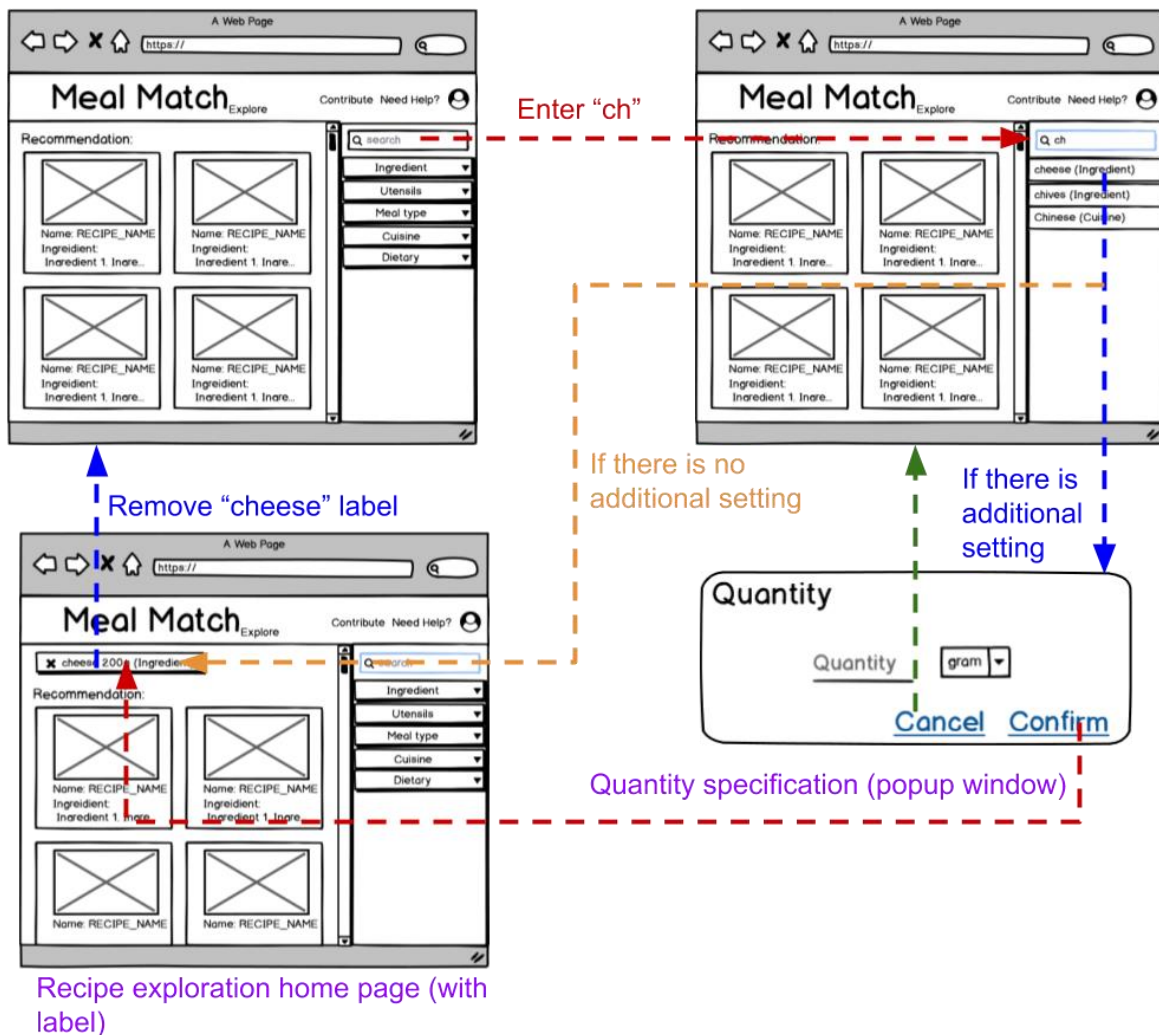 A Web Page
https://
Meal Match
Explore
Contribute Need Help?
Recommendation:
search
Ingredient
Utensils
Meal type
Cuisine
Dietary
Name: RECIPE_NAME
Ingreidient:
Ingredient 1. Ingre...
Name: RECIPE_NAME
Ingreidient:
Ingredient 1. Ingre...
Name: RECIPE_NAME
Ingreidient:
Ingredient 1. Ingre...
Name: RECIPE_NAME
Ingreidient:
Ingredient 1. Ingre...
Enter “ch”
A Web Page
https://
Meal Match
Explore
Contribute Need Help?
Recommendation:
ch
cheese (Ingredient)
chives (Ingredient)
Chinese (Cuisine)
Name: RECIPE_NAME
Ingreidient:
Ingredient 1. Ingre...
Name: RECIPE_NAME
Ingreidient:
Ingredient 1. Ingre...
Name: RECIPE_NAME
Ingreidient:
Ingredient 1. Ingre...
Name: RECIPE_NAME
Ingreidient:
Ingredient 1. Ingre...
If there is no
additional setting
If there is
additional
setting
Remove “cheese” label
A Web Page
https://
Meal Match
Explore
Contribute Need Help?
cheese (Ingredient)
search
Recommendation:
Ingredient
Utensils
Meal type
Cuisine
Dietary
Name: RECIPE_NAME
Ingreidient:
Ingredient 1. Ingre...
Name: RECIPE_NAME
Ingreidient:
Ingredient 1. Ingre...
Name: RECIPE_NAME
Name: RECIPE_NAME
Quantity
Quantity
gram
Cancel Confirm
Quantity specification (popup window)
Recipe exploration home page (with
label)